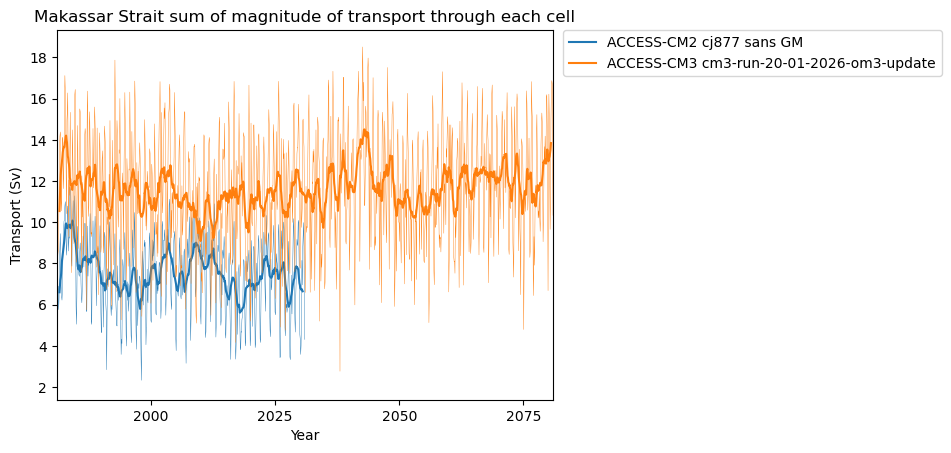 Makassar Strait sum of magnitude of transport through each cell
ACCESS-CM2 cj877 sans GM
ACCESS-CM3 cm3-run-20-01-2026-om3-update
Transport (Sv)
18
16
14
12
10
8
6
4
2
2000
2025
2050
2075
Year